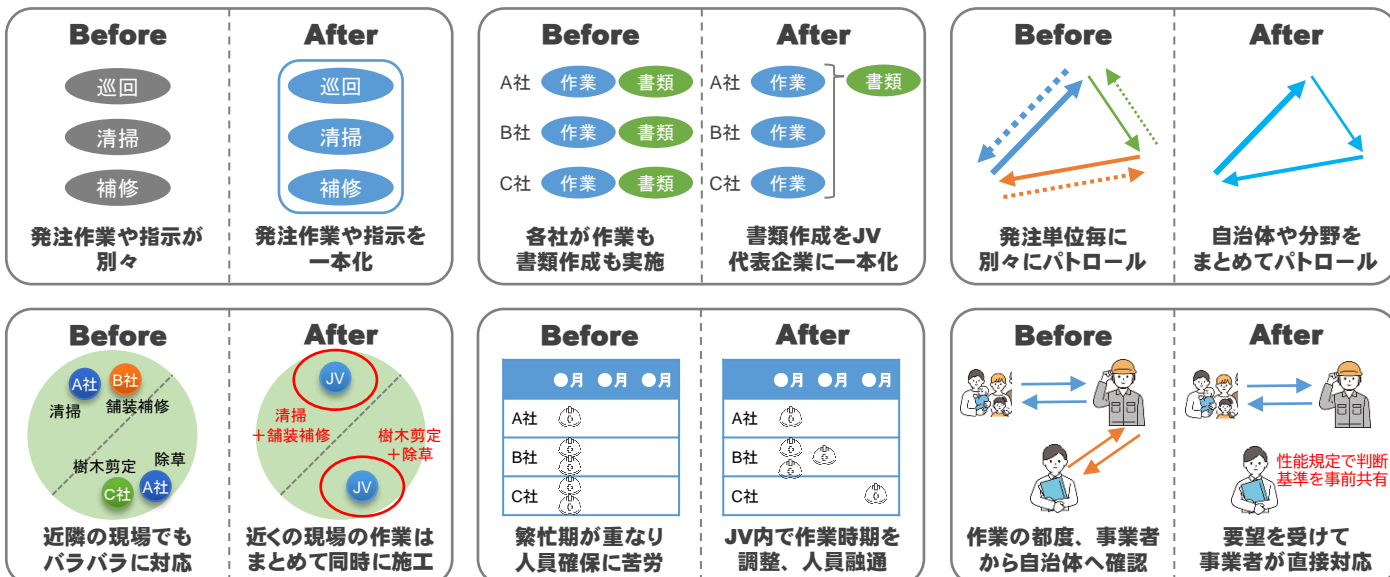 Before
After
巡回
清掃
補修
巡回
清掃
補修
発注作業や指示が
別々
発注作業や指示を
一本化
Before
After
A社 作業 書類
B社 作業 書類
C社 作業 書類
A社 作業 書類
B社 作業
C社 作業
各社が作業も
書類作成も実施
書類作成をJV
代表企業に一本化
Before
After
発注単位毎に
別々にパトロール
自治体や分野を
まとめてパトロール
Before
After
A社
B社
清掃
舗装補修
樹木剪定
除草
C社
A社
JV
清掃
+舗装補修
樹木剪定
+除草
JV
近隣の現場でも
バラバラに対応
近くの現場の作業は
まとめて同時に施工
Before
After
●月 ●月 ●月
A社
B社
C社
●月 ●月 ●月
A社
B社
C社
繁忙期が重なり
人員確保に苦労
JV内で作業時期を
調整、人員融通
Before
After
性能規定で判断
基準を事前共有
作業の都度、事業者
から自治体へ確認
要望を受けて
事業者が直接対応